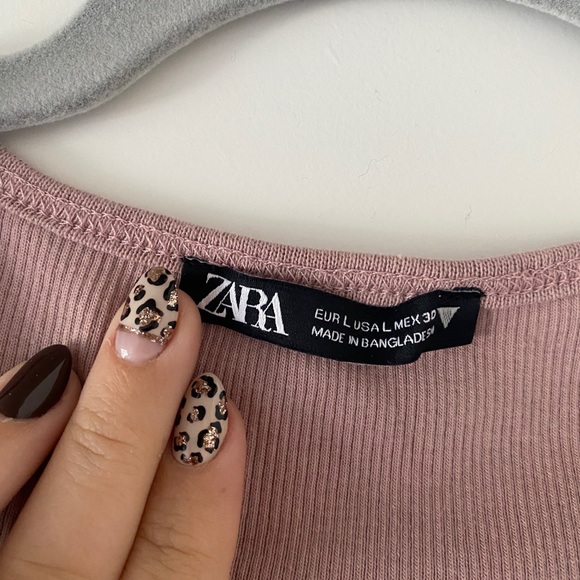 ZARA
EUR L USA L MEX 30
MADE IN BANGLADESH